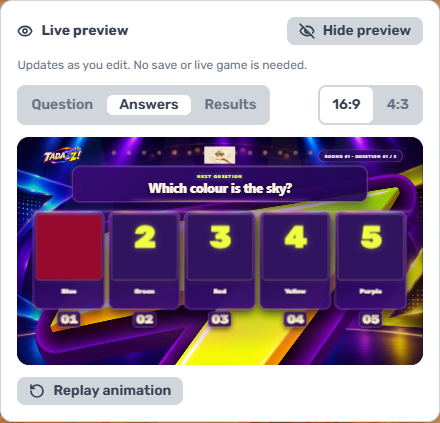 Live preview
Hide preview
Updates as you edit. No save or live game is needed.
Question Answers Results
16:9 4:3
TADAZ!
ROUND 01 - QUESTION 01 / 2
NEXT QUESTION
Which colour is the sky?
2 3 4 5
Blue Green Red Yellow Purple
01 02 03 04 05
Replay animation